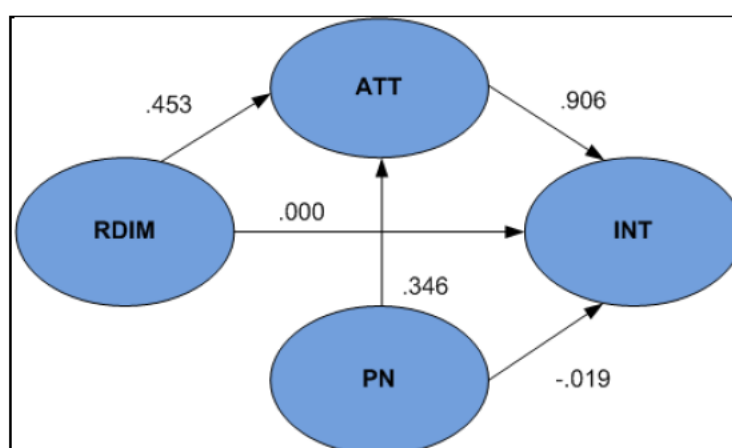 ATT
.453
.906
RDIM
.000
INT
.346
PN
-.019